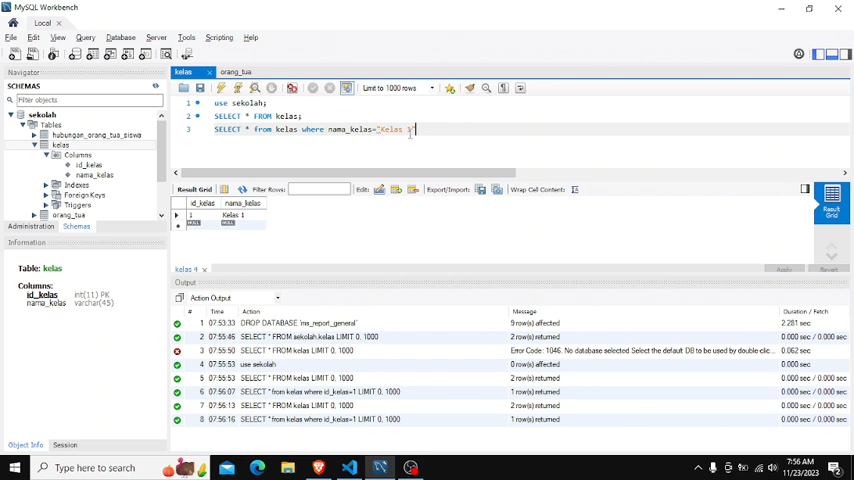 MySQL Workbench
Local
File Edit View Query Database Server Tools Scripting Help
Navigator
SCHEMAS
Filter objects
sekolah
Tables
hubungan_orang_tua_siswa
kelas
Columns
id_kelas
nama_kelas
Indexes
Foreign Keys
Triggers
orang_tua
Administration Schemas
Information
Table: kelas
Columns:
id_kelas int(11) PK
nama_kelas varchar(45)
Object Info Session
kelas orang_tua
Limit to 1000 rows
1 use sekolah;
2 SELECT * FROM kelas;
3 SELECT * from kelas where nama_kelas="Kelas 1"
Result Grid Filter Rows: Edit: Export/Import: Wrap Cell Content:
id_kelas nama_kelas
1 Kelas 1
NULL NULL
Result
Grid
kelas 4 Apply Revert
Output
Action Output
# Time Action Message Duration / Fetch
1 07:53:33 DROP DATABASE `ms_report_general` 9 row(s) affected 2.281 sec
2 07:55:46 SELECT * FROM sekolah.kelas LIMIT 0, 1000 2 row(s) returned 0.000 sec / 0.000 sec
3 07:55:50 SELECT * FROM kelas LIMIT 0, 1000 Error Code: 1046. No database selected Select the default DB to be used by double-clic... 0.062 sec
4 07:55:53 use sekolah 0 row(s) affected 0.000 sec
5 07:55:53 SELECT * FROM kelas LIMIT 0, 1000 2 row(s) returned 0.000 sec / 0.000 sec
6 07:56:07 SELECT * from kelas where id_kelas=1 LIMIT 0, 1000 1 row(s) returned 0.000 sec / 0.000 sec
7 07:56:13 SELECT * FROM kelas LIMIT 0, 1000 2 row(s) returned 0.000 sec / 0.000 sec
8 07:56:16 SELECT * from kelas where id_kelas=1 LIMIT 0, 1000 1 row(s) returned 0.000 sec / 0.000 sec
Type here to search
7:56 AM
11/23/2023
2